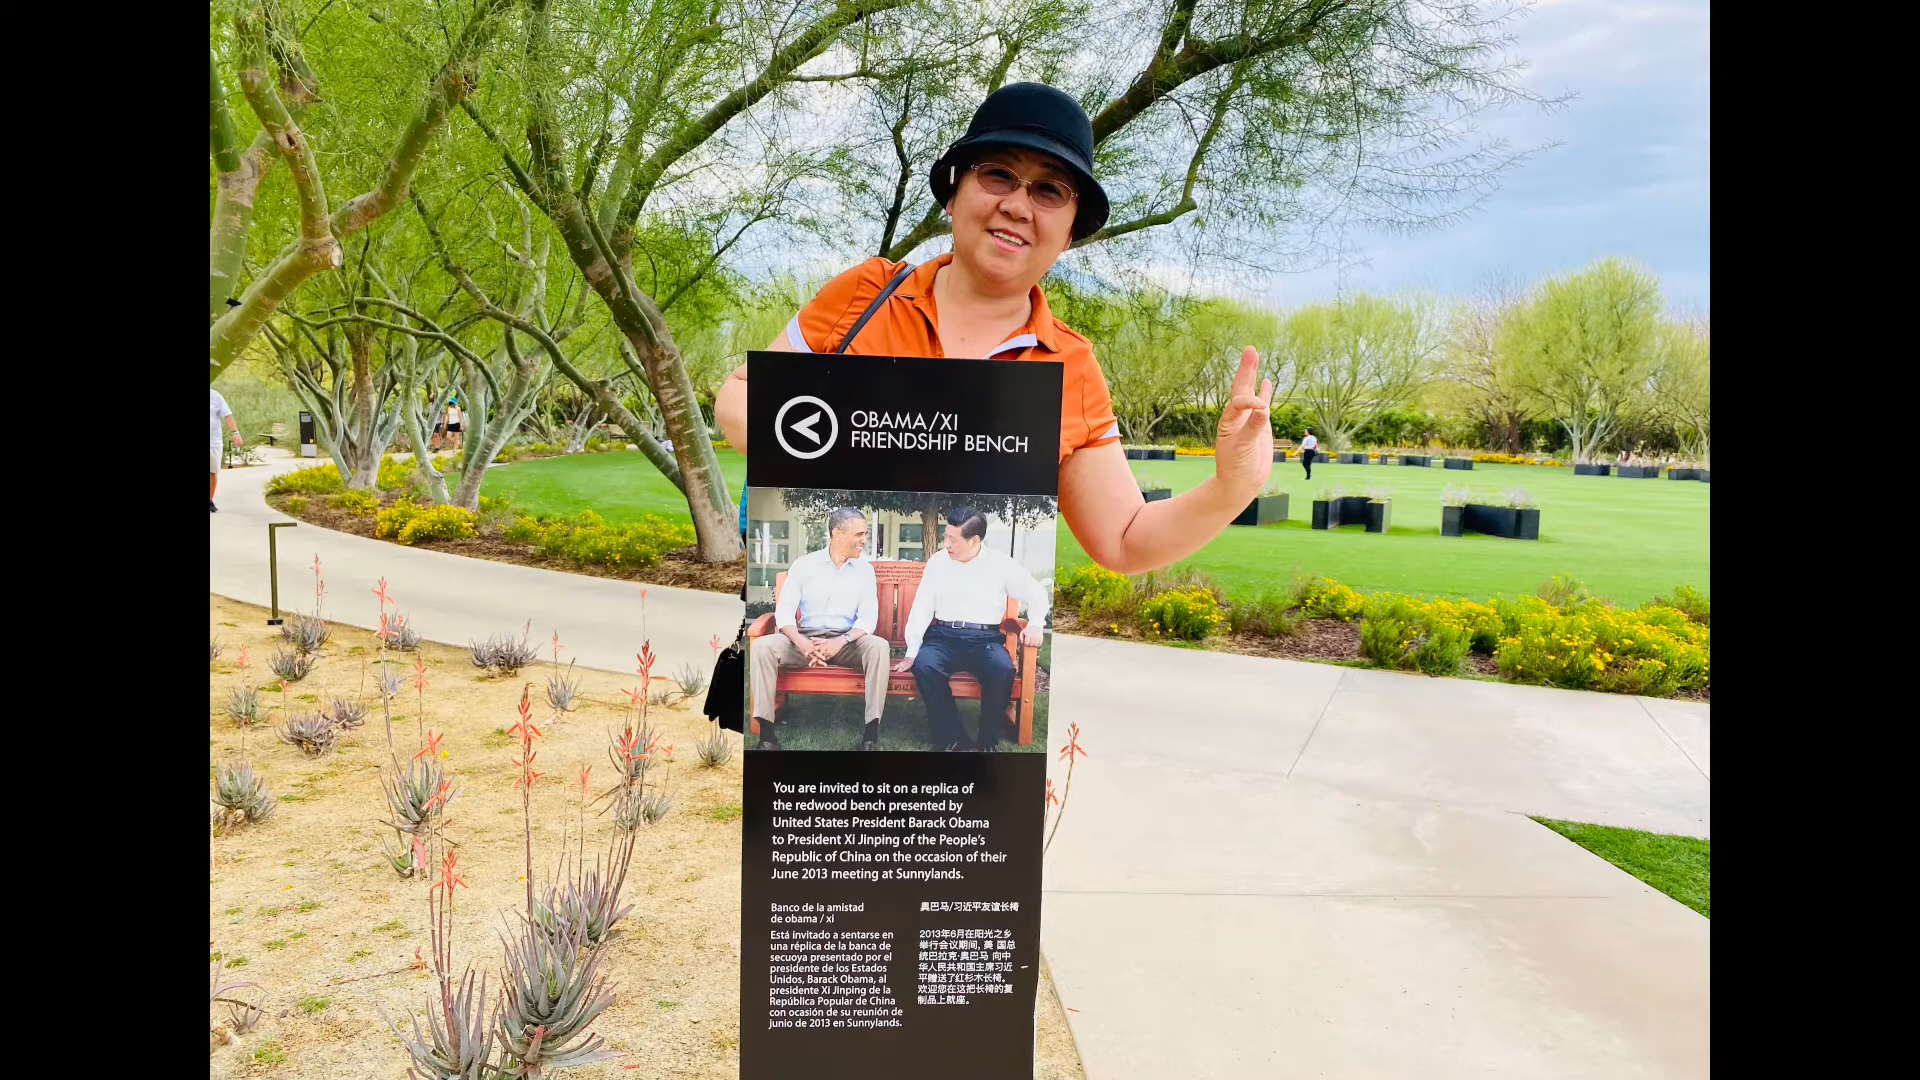 OBAMA/XI
FRIENDSHIP BENCH
You are invited to sit on a replica of
the redwood bench presented by
United States President Barack Obama
to President Xi Jinping of the People's
Republic of China on the occasion of their
June 2013 meeting at Sunnylands.
Banco de la amistad
de obama / xi
Está invitado a sentarse en
una réplica de la banca de
secuoya presentado por el
presidente de los Estados
Unidos, Barack Obama, al
presidente Xi Jinping de la
República Popular de China
con ocasión de su reunión de
Junio de 2013 en Sunnylands.
奥巴马/习近平友谊长椅
2013年6月在阳光之乡
举行会议期间, 美 国总
统巴拉克·奥巴马 向中
华人民共和国主席习近
平赠送了红杉木长椅。
欢迎您在这把长椅的复
制品上就座。